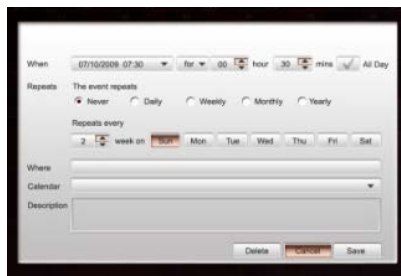 When 07/10/2009 07:30 for 00 hour 30 mins All Day
Repeats The event repeats
Never Daily Weekly Monthly Yearly
Repeats every
2 week on Sun Mon Tue Wed Thu Fri Sat
Where
Calendar
Description
Delete Cancel Save